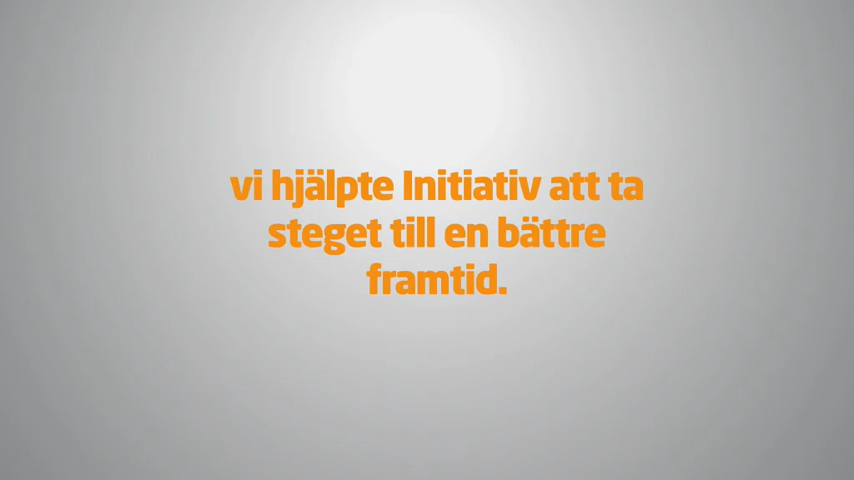 vi hjälpte Initiativ att ta
steget till en bättre
framtid.